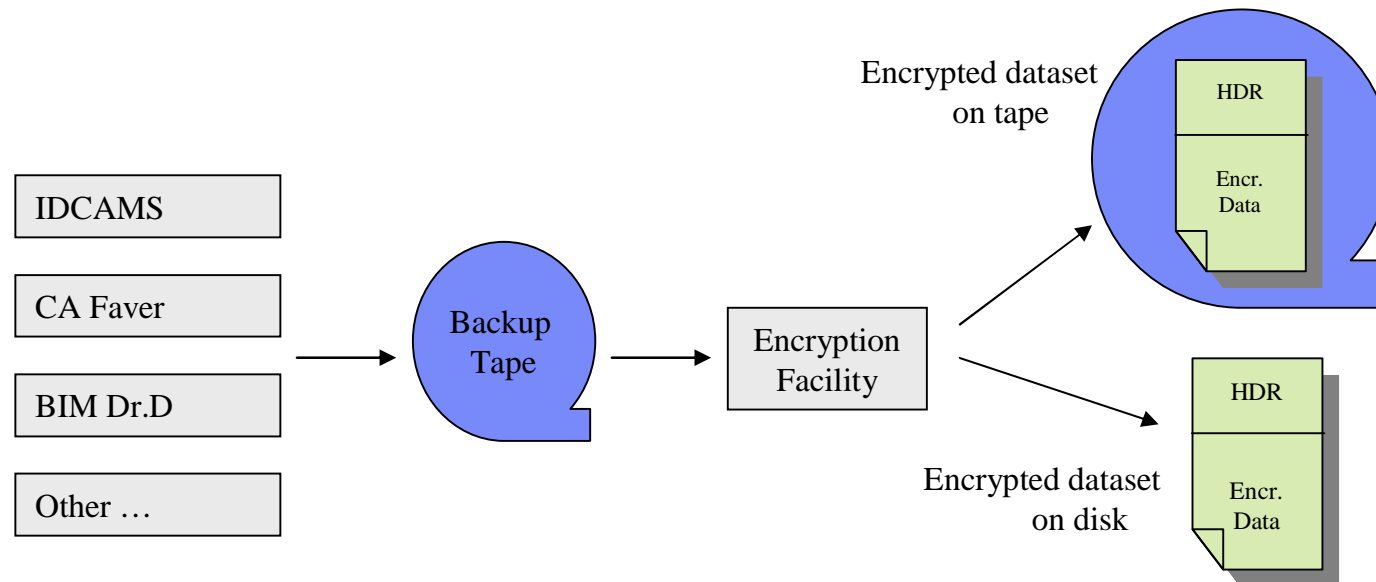 IDCAMS
CA Faver
BIM Dr.D
Other …
Backup
Tape
Encryption
Facility
Encrypted dataset
on tape
HDR
Encr.
Data
Encrypted dataset
on disk
HDR
Encr.
Data